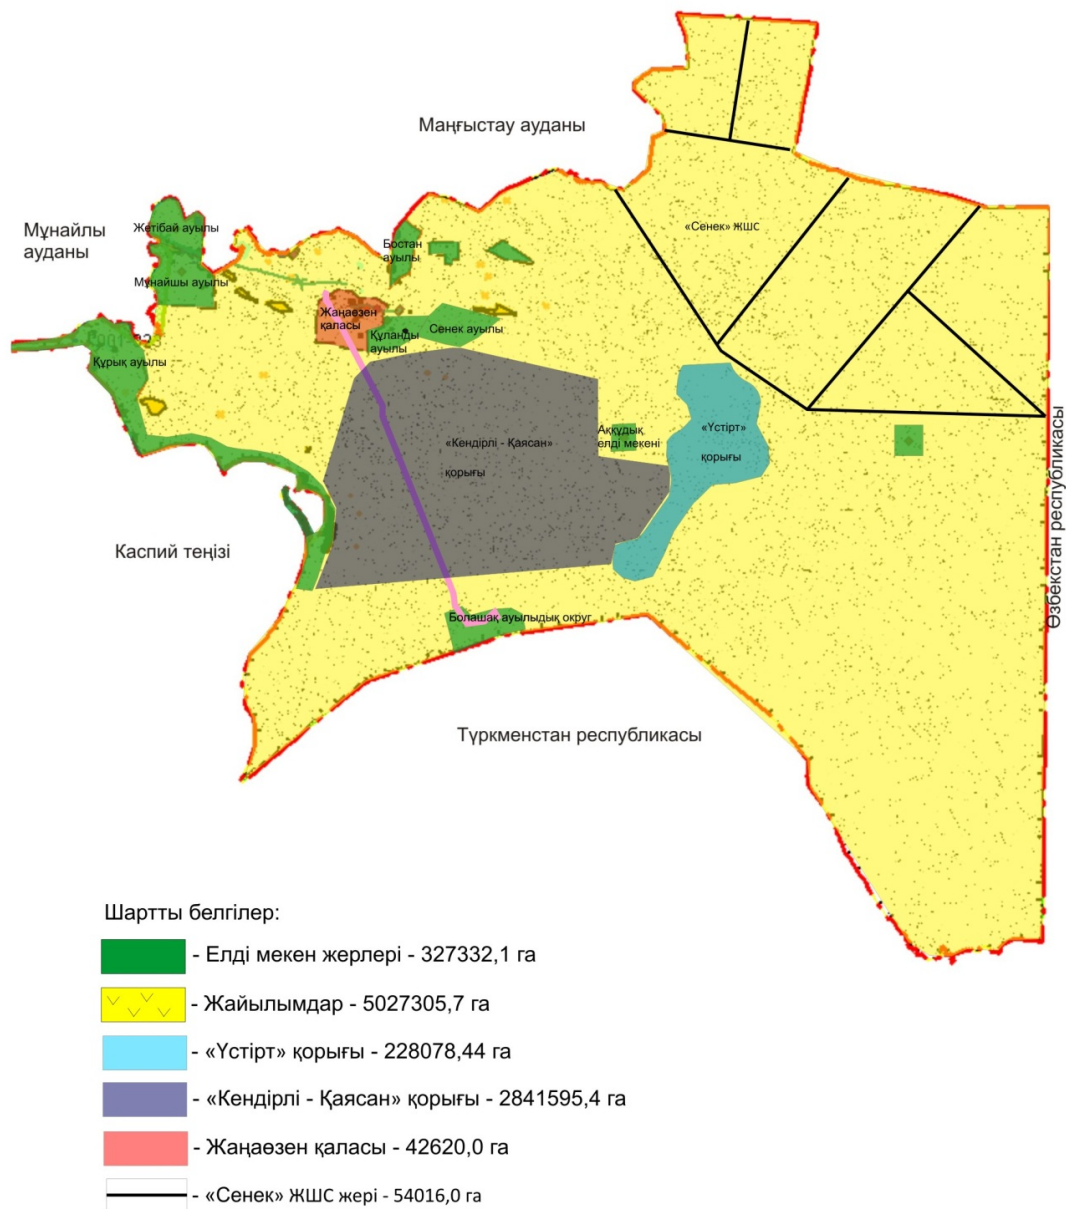 Маңғыстау ауданы
Мұнайлы
ауданы
Жетібай ауылы
Бостан
ауылы
«Сенек» ЖШС
Мұнайшы ауылы
Жаңаөзен
қаласы
Құланды
ауылы
Сенек ауылы
Құрық ауылы
Аққұдық
елді мекені
«Үстірт»
қорығы
«Кендірлі - Қаясан»
қорығы
Каспий теңізі
Өзбекстан республикасы
Болашақ ауылыдық округ
Түркменстан республикасы
Шартты белгілер:
- Елді мекен жерлері - 327332,1 га
- Жайылымдар - 5027305,7 га
- «Үстірт» қорығы - 228078,44 га
- «Кендірлі - Қаясан» қорығы - 2841595,4 га
- Жаңаөзен қаласы - 42620,0 га
- «Сенек» ЖШС жері - 54016,0 га